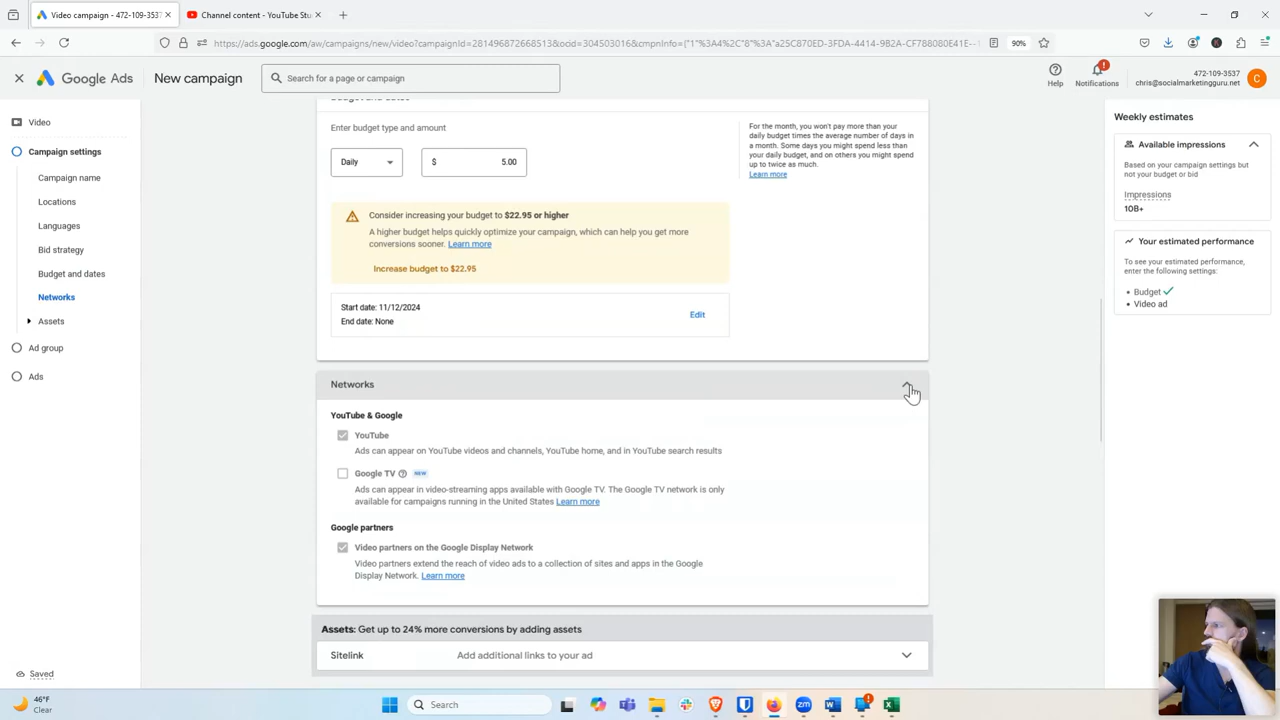 Video campaign - 472-109-3537
Channel content - YouTube Stu
https://ads.google.com/aw/campaigns/new/video?campaignId=281496812668513&ocid=304503016&cmpnInfo={"1"%3A4%2C"8"%3A"a25C870ED-3FDA-4414-9B2A-CF788080E41E--
90%
Google Ads
New campaign
Search for a page or campaign
Help
Notifications
472-109-3537
chris@socialmarketingguru.net
C
Video
Campaign settings
Campaign name
Locations
Languages
Bid strategy
Budget and dates
Networks
Assets
Ad group
Ads
Saved
Enter budget type and amount
Daily
$ 5.00
For the month, you won't pay more than your
daily budget times the average number of days in
a month. Some days you might spend less than
your daily budget, and on others you might spend
up to twice as much.
Learn more
Consider increasing your budget to $22.95 or higher
A higher budget helps quickly optimize your campaign, which can help you get more
conversions sooner. Learn more
Increase budget to $22.95
Start date: 11/12/2024
End date: None
Edit
Networks
YouTube & Google
YouTube
Ads can appear on YouTube videos and channels, YouTube home, and in YouTube search results
Google TV NEW
Ads can appear in video-streaming apps available with Google TV. The Google TV network is only
available for campaigns running in the United States Learn more
Google partners
Video partners on the Google Display Network
Video partners extend the reach of video ads to a collection of sites and apps in the Google
Display Network. Learn more
Assets: Get up to 24% more conversions by adding assets
Sitelink
Add additional links to your ad
Weekly estimates
Available impressions
Based on your campaign settings but
not your budget or bid
Impressions
10B+
Your estimated performance
To see your estimated performance,
enter the following settings:
Budget
Video ad
46°F
Clear
Search